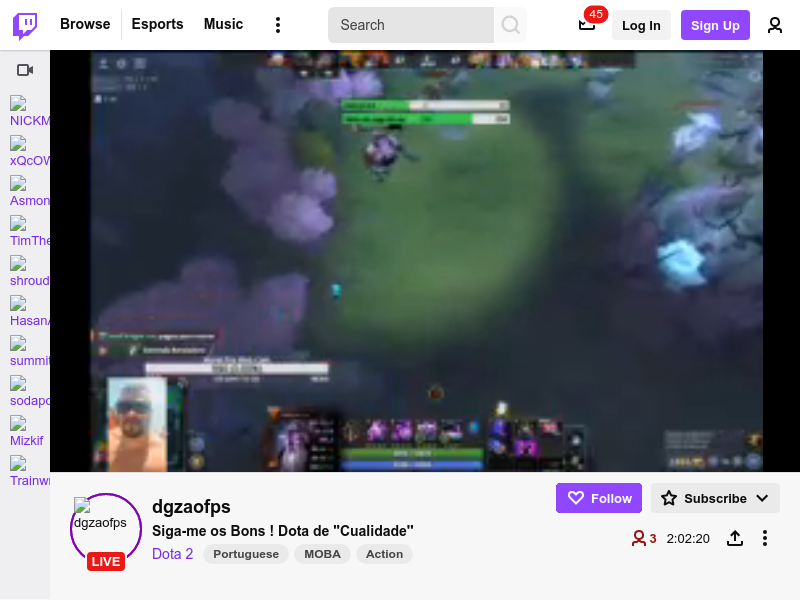 Browse
Esports
Music
Search
45
Log In
Sign Up
NICKM
xQcOW
Asmon
TimThe
shroud
HasanA
summit
sodapo
Mizkif
Trainw
dgzaofps
LIVE
dgzaofps
Siga-me os Bons ! Dota de "Cualidade"
Dota 2
Portuguese
MOBA
Action
Follow
Subscribe
3
2:02:20